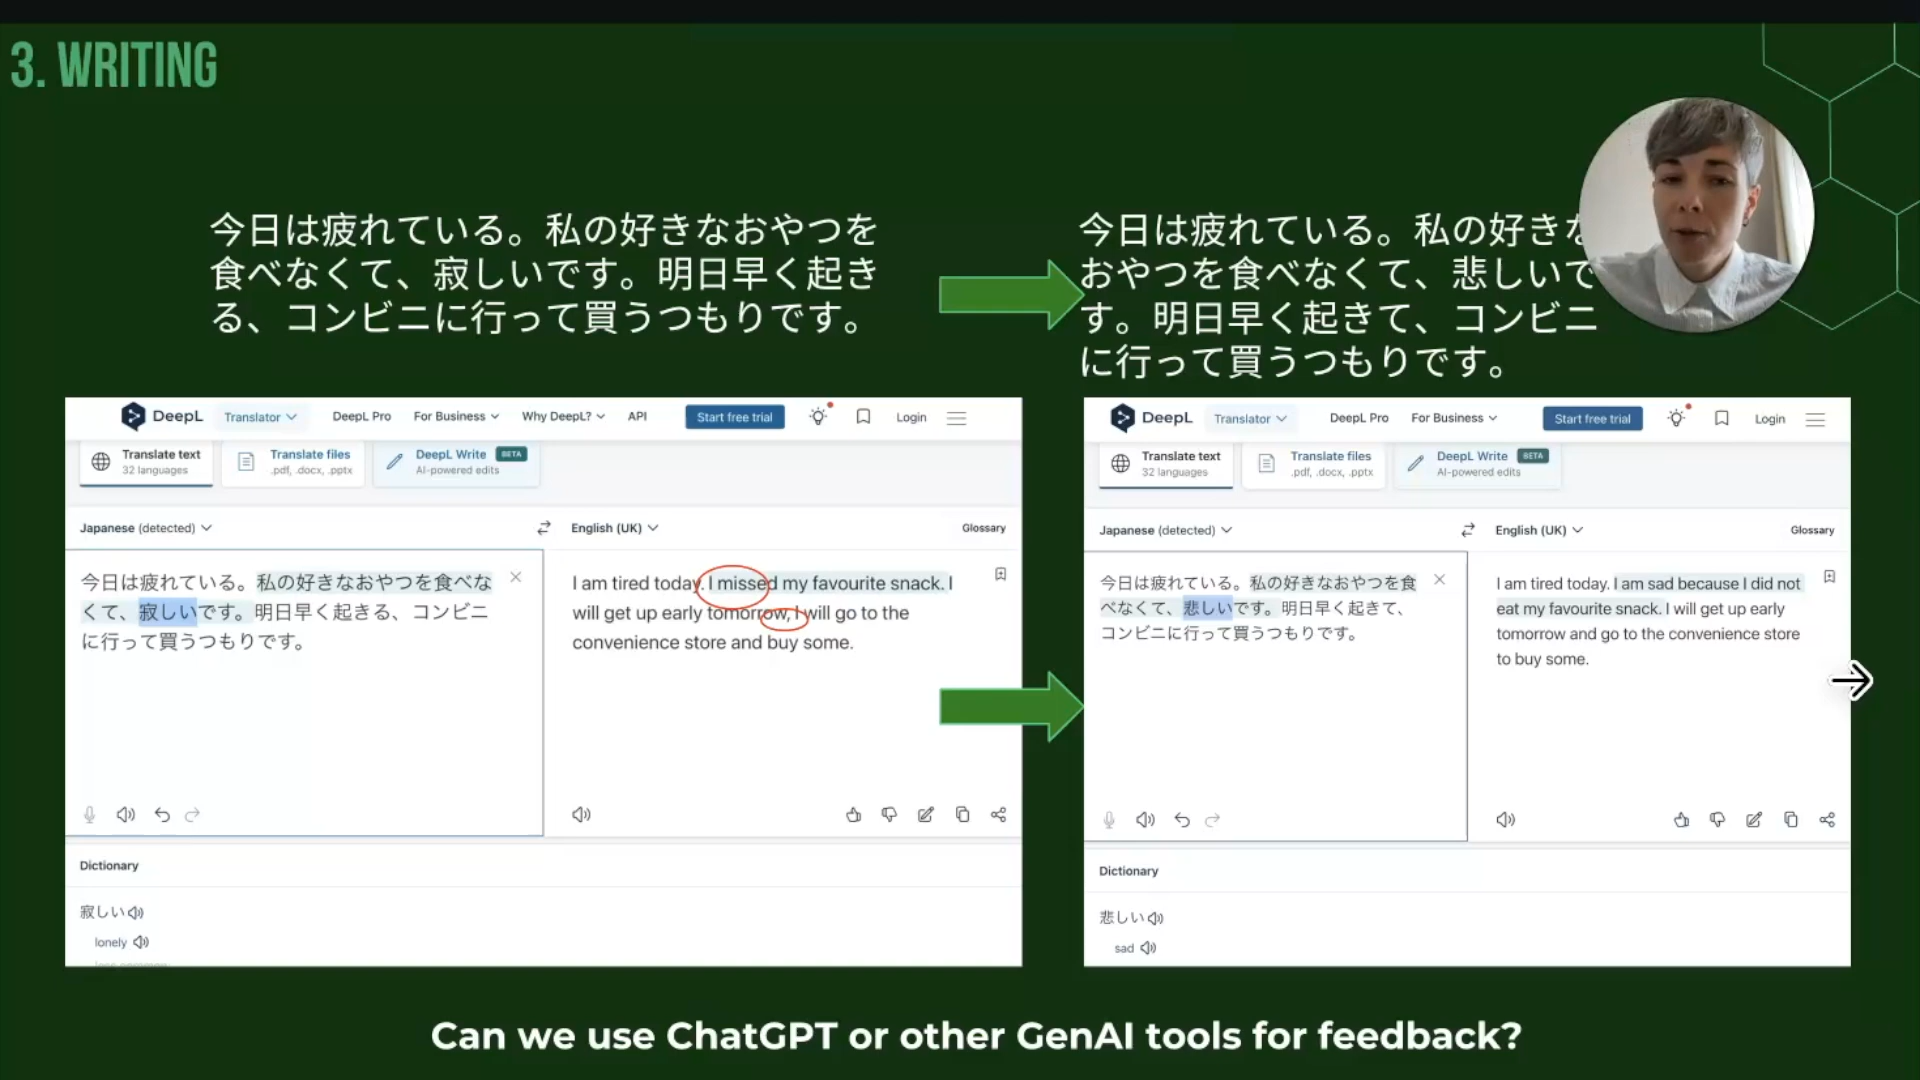 3. WRITING
今日は疲れている。私の好きなおやつを
食べなくて、寂しいです。明日早く起き
る、コンビニに行って買うつもりです。
今日は疲れている。私の好きな
おやつを食べなくて、悲しいで
す。明日早く起きて、コンビニ
に行って買うつもりです。
DeepL Translator DeepL Pro For Business Why DeepL? API Start free trial Login
Translate text
32 languages
Translate files
.pdf, .docx, .pptx
DeepL Write BETA
AI-powered edits
Japanese (detected) English (UK) Glossary
今日は疲れている。私の好きなおやつを食べな
くて、寂しいです。明日早く起きる、コンビニ
に行って買うつもりです。
I am tired today. I missed my favourite snack. I
will get up early tomorrow, I will go to the
convenience store and buy some.
Dictionary
寂しい
lonely
DeepL Translator DeepL Pro For Business Start free trial Login
Translate text
32 languages
Translate files
.pdf, .docx, .pptx
DeepL Write BETA
AI-powered edits
Japanese (detected) English (UK) Glossary
今日は疲れている。私の好きなおやつを食
べなくて、悲しいです。明日早く起きて、
コンビニに行って買うつもりです。
I am tired today. I am sad because I did not
eat my favourite snack. I will get up early
tomorrow and go to the convenience store
to buy some.
Dictionary
悲しい
sad
Can we use ChatGPT or other GenAI tools for feedback?